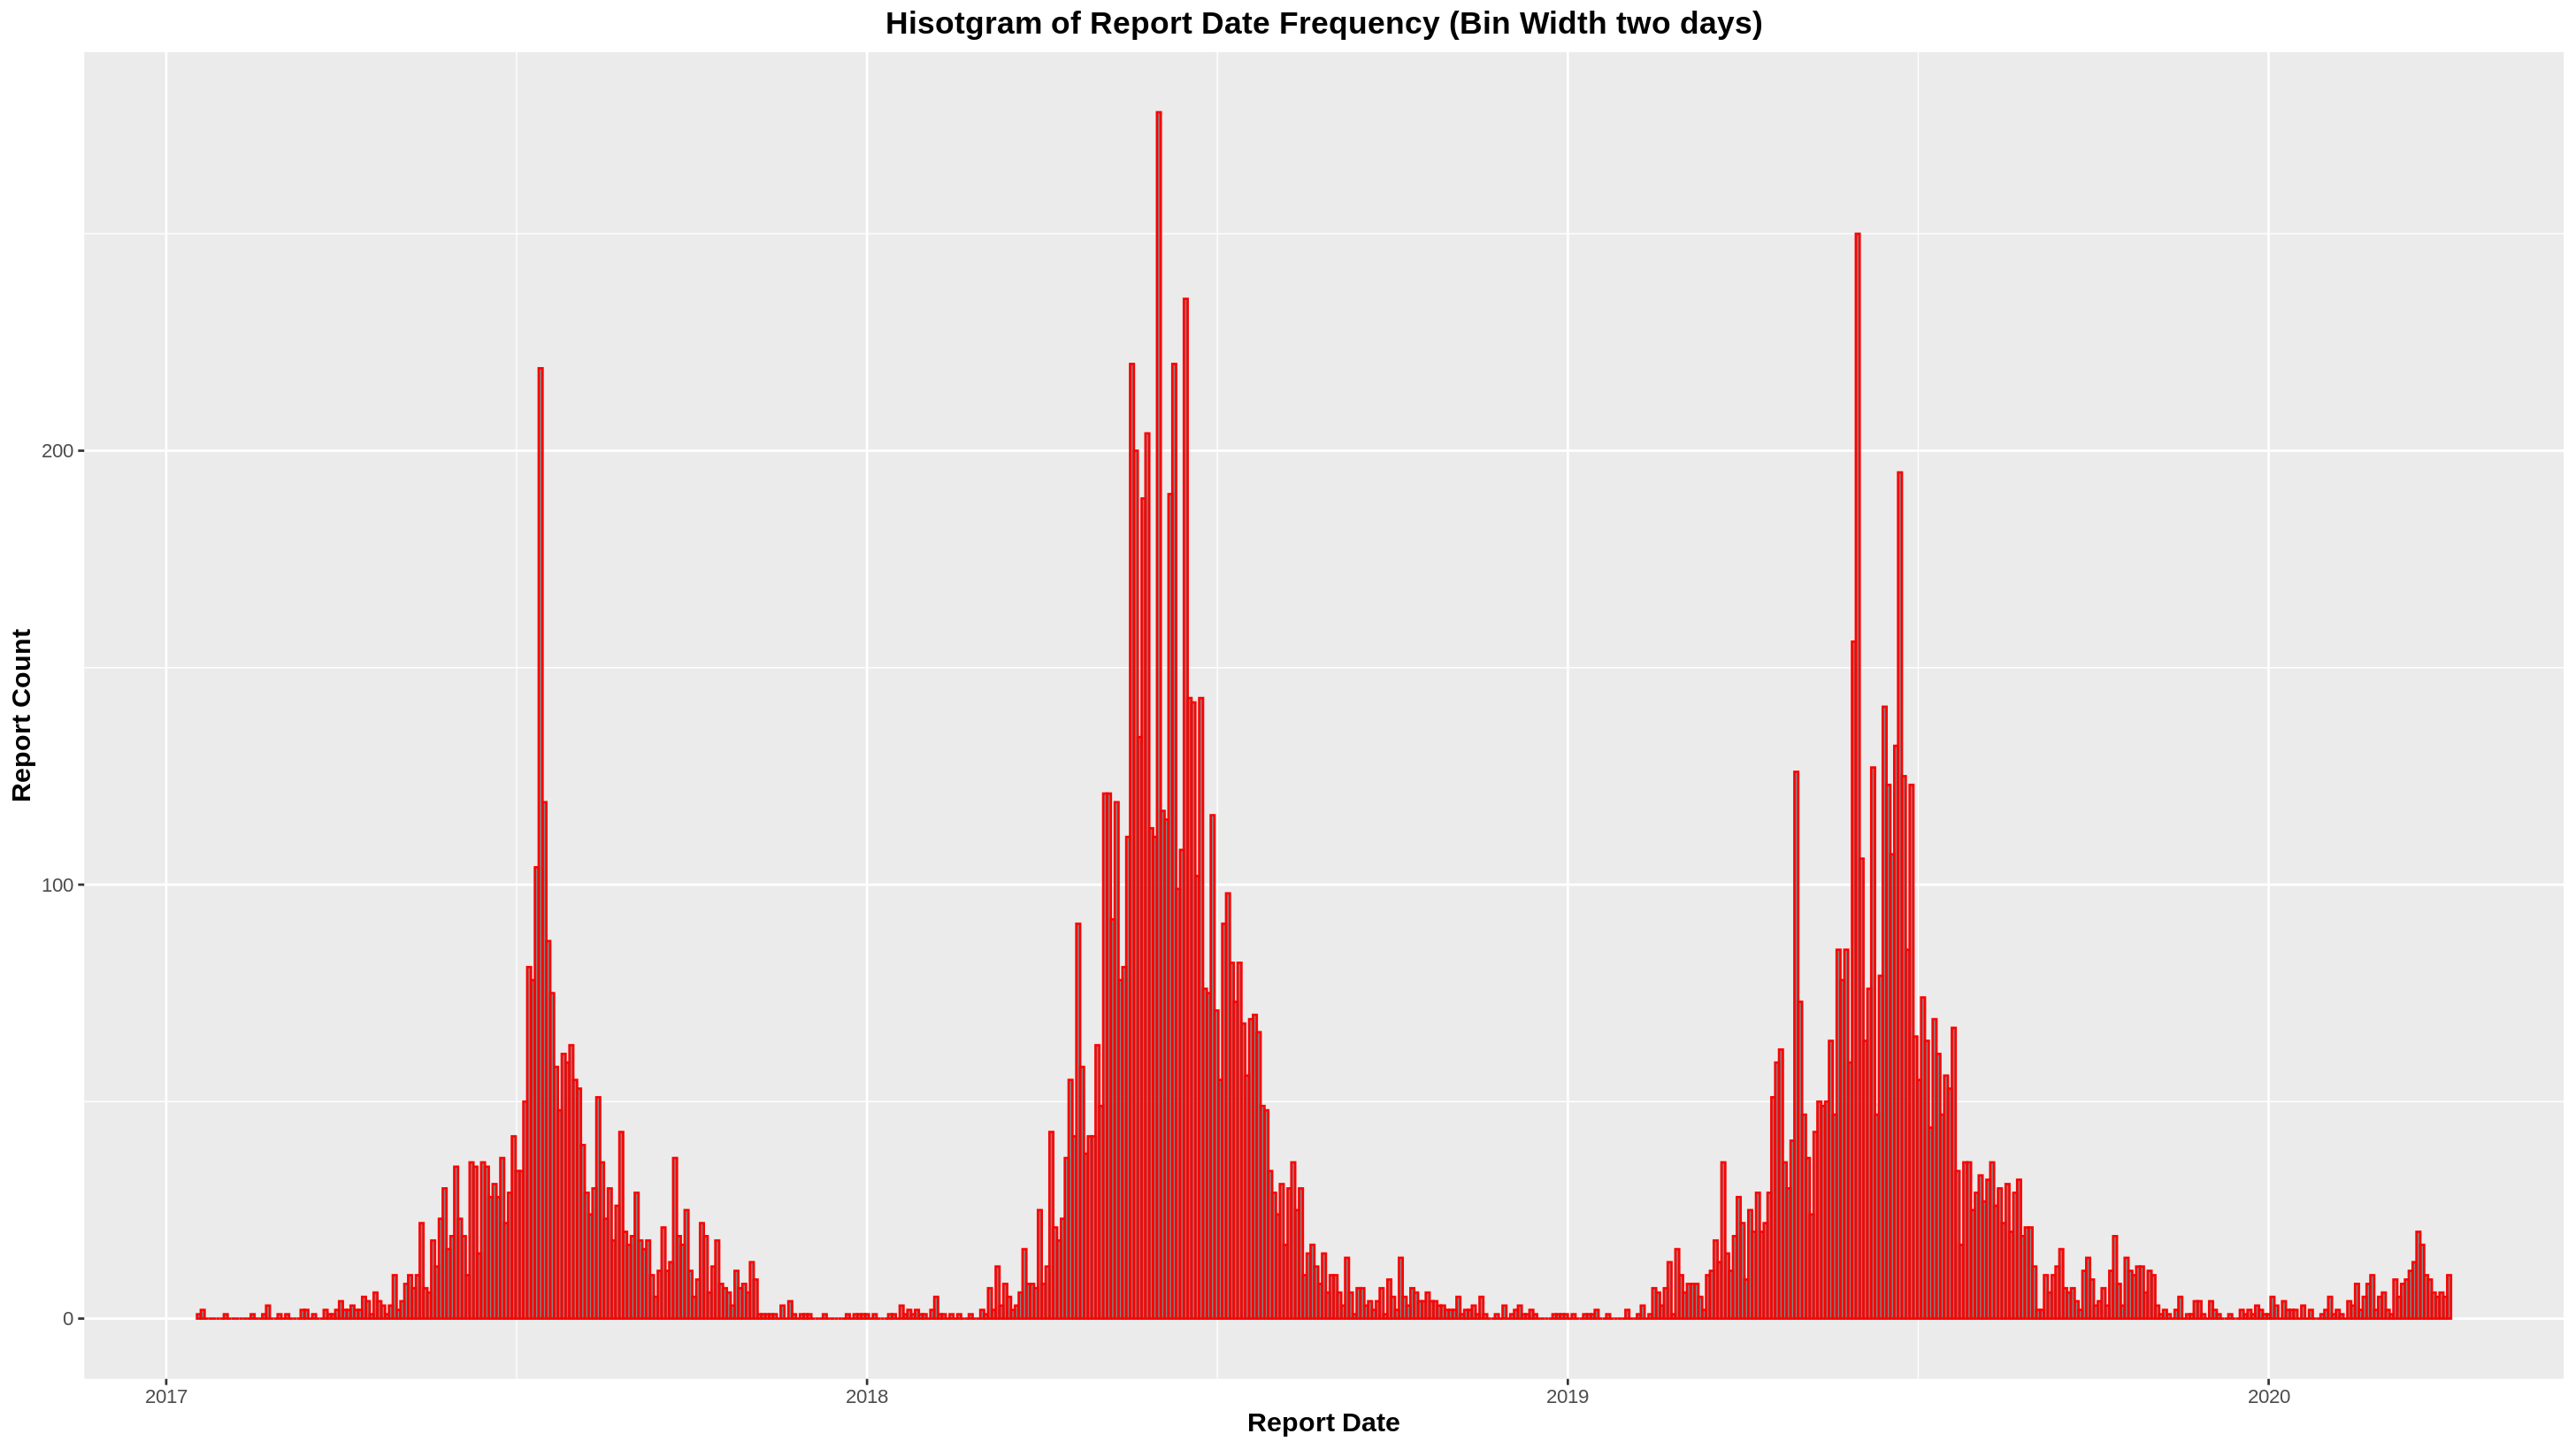 Hisotgram of Report Date Frequency (Bin Width two days)
Report Count
200
100
0
2017
2018
2019
2020
Report Date